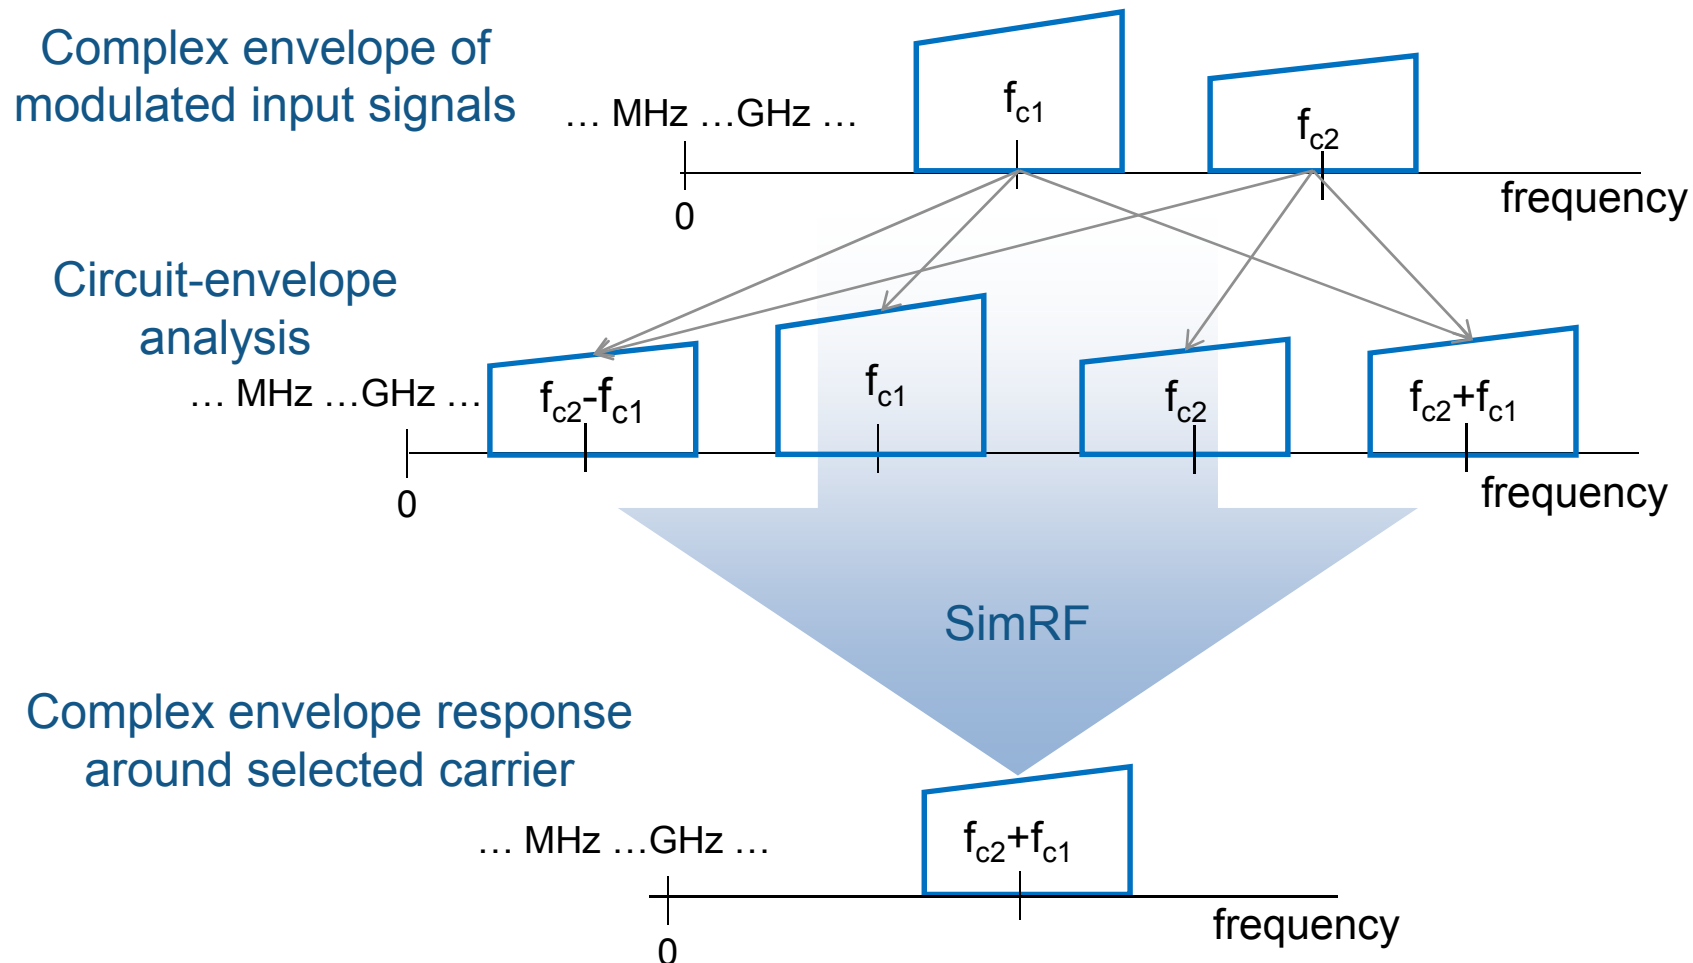 Complex envelope of
modulated input signals
… MHz …GHz …
f_c1
f_c2
0
frequency
Circuit-envelope
analysis
… MHz …GHz …
f_c2-f_c1
f_c1
f_c2
f_c2+f_c1
0
frequency
SimRF
Complex envelope response
around selected carrier
… MHz …GHz …
f_c2+f_c1
0
frequency